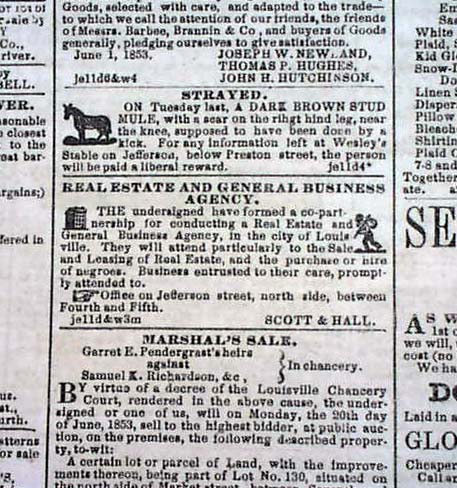 Goods, selected with care, and adapted to the trade—
to which we call the attention of our friends, the friends
of Messrs. Barbee, Brannin & Co, and buyers of Goods
generally, pledging ourselves to give satisfaction.
June 1, 1853. JOSEPH W NEWLAND,
THOMAS P. HUGHES,
je11d6&w4 JOHN H. HUTCHINSON.
STRAYED.
ON Tuesday last, A DARK BROWN STUD
MULE, with a scar on the rihgt hind leg, near
the knee, supposed to have been done by a
kick. For any information left at Wesley's
Stable on Jefferson, below Preston street, the person
will be paid a liberal reward. je11d4*
REAL ESTATE AND GENERAL BUSINESS
AGENCY.
THE undersigned have formed a co-part-
nership for conducting a Real Estate and
General Business Agency, in the city of Louis
ville. They will attend particularly to the Sale
and Leasing of Real Estate, and the purchase or hire
of negroes. Business entrusted to their care, prompt-
ly attended to.
☞Office on Jefferson street, north side, between
Fourth and Fifth.
je11d&w3m SCOTT & HALL.
MARSHAL'S SALE.
Garret E. Pendergrast's heirs
against
Samuel K. Richardson, &c, } In chancery.
BY virtue of a decree of the Louisville Chancery
Court, rendered in the above cause, the under-
signed or one of us, will on Monday, the 20th day
of June, 1853, sell to the highest bidder, at public auc-
tion, on the premises, the following described proper-
ty, to-wit:
A certain lot or parcel of Land, with the improve-
ments thereon, being part of Lot No. 130, situated on
the north side of Market street, between